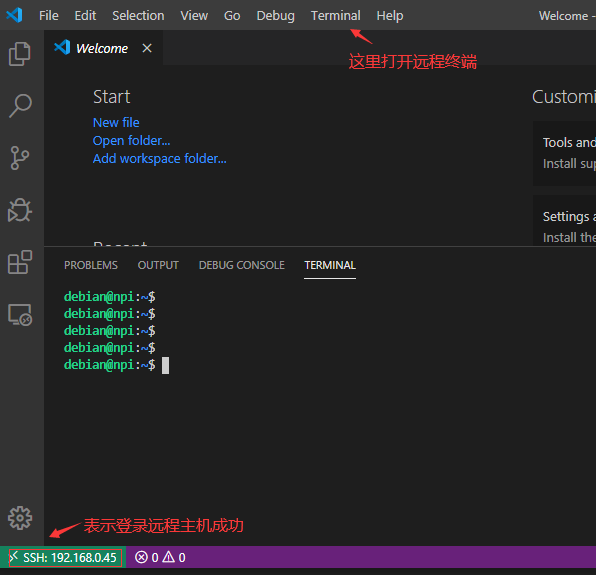 File Edit Selection View Go Debug Terminal Help Welcome -
Welcome
这里打开远程终端
Start
Customi
New file
Open folder...
Add workspace folder...
Tools and
Install sup
Settings a
Install the
Recent
PROBLEMS OUTPUT DEBUG CONSOLE TERMINAL
debian@npi:~$
debian@npi:~$
debian@npi:~$
debian@npi:~$
debian@npi:~$
表示登录远程主机成功
SSH: 192.168.0.45 0 0